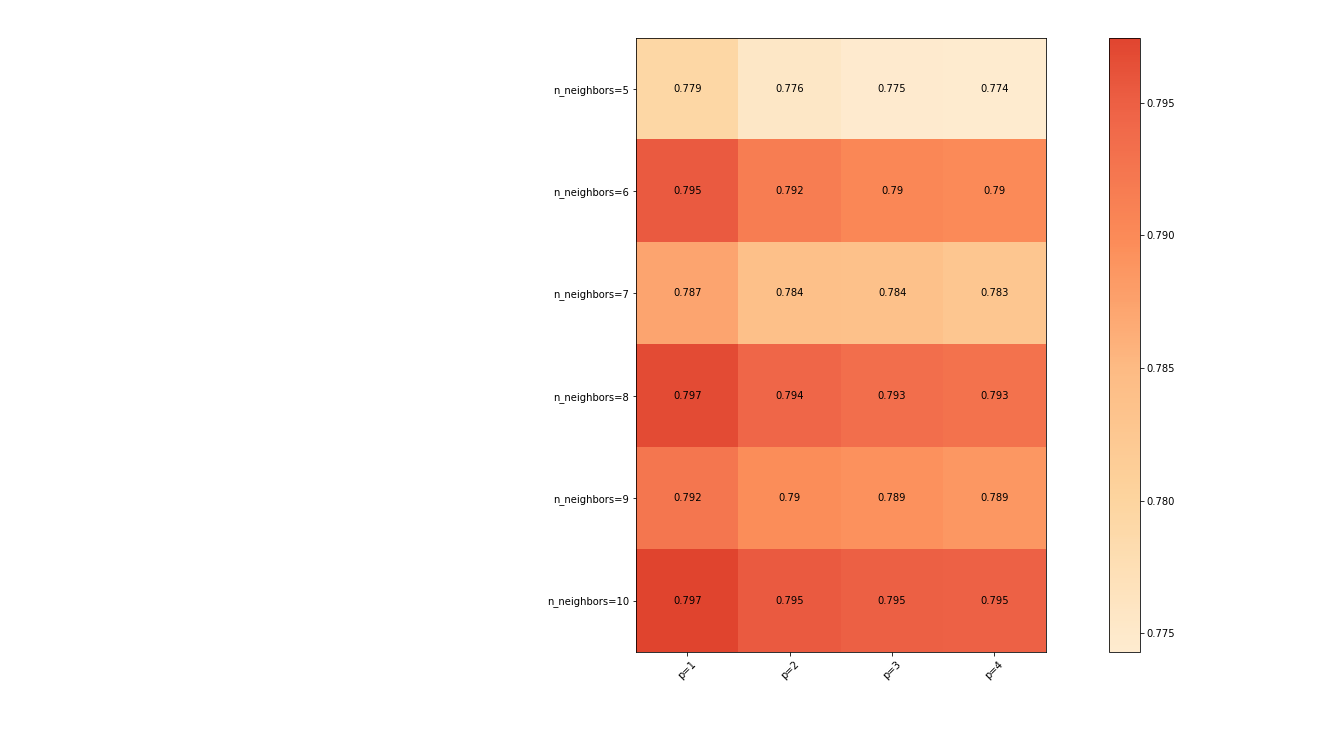 n_neighbors=5 0.779 0.776 0.775 0.774
n_neighbors=6 0.795 0.792 0.79 0.79
n_neighbors=7 0.787 0.784 0.784 0.783
n_neighbors=8 0.797 0.794 0.793 0.793
n_neighbors=9 0.792 0.79 0.789 0.789
n_neighbors=10 0.797 0.795 0.795 0.795
p=1 p=2 p=3 p=4
0.795
0.790
0.785
0.780
0.775